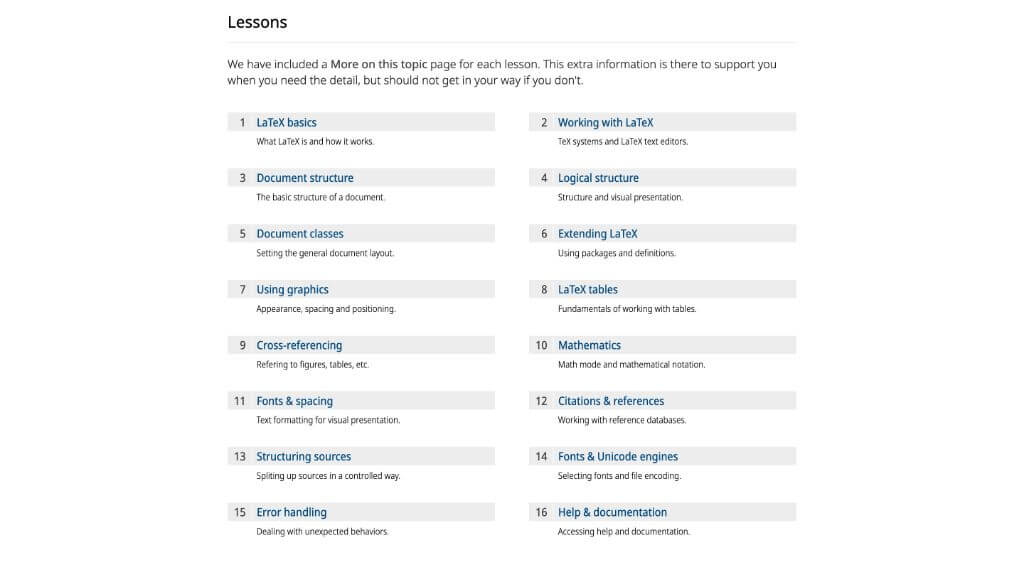 Lessons
We have included a More on this topic page for each lesson. This extra information is there to support you
when you need the detail, but should not get in your way if you don't.
1 LaTeX basics
What LaTeX is and how it works.
2 Working with LaTeX
TeX systems and LaTeX text editors.
3 Document structure
The basic structure of a document.
4 Logical structure
Structure and visual presentation.
5 Document classes
Setting the general document layout.
6 Extending LaTeX
Using packages and definitions.
7 Using graphics
Appearance, spacing and positioning.
8 LaTeX tables
Fundamentals of working with tables.
9 Cross-referencing
Refering to figures, tables, etc.
10 Mathematics
Math mode and mathematical notation.
11 Fonts & spacing
Text formatting for visual presentation.
12 Citations & references
Working with reference databases.
13 Structuring sources
Spliting up sources in a controlled way.
14 Fonts & Unicode engines
Selecting fonts and file encoding.
15 Error handling
Dealing with unexpected behaviors.
16 Help & documentation
Accessing help and documentation.